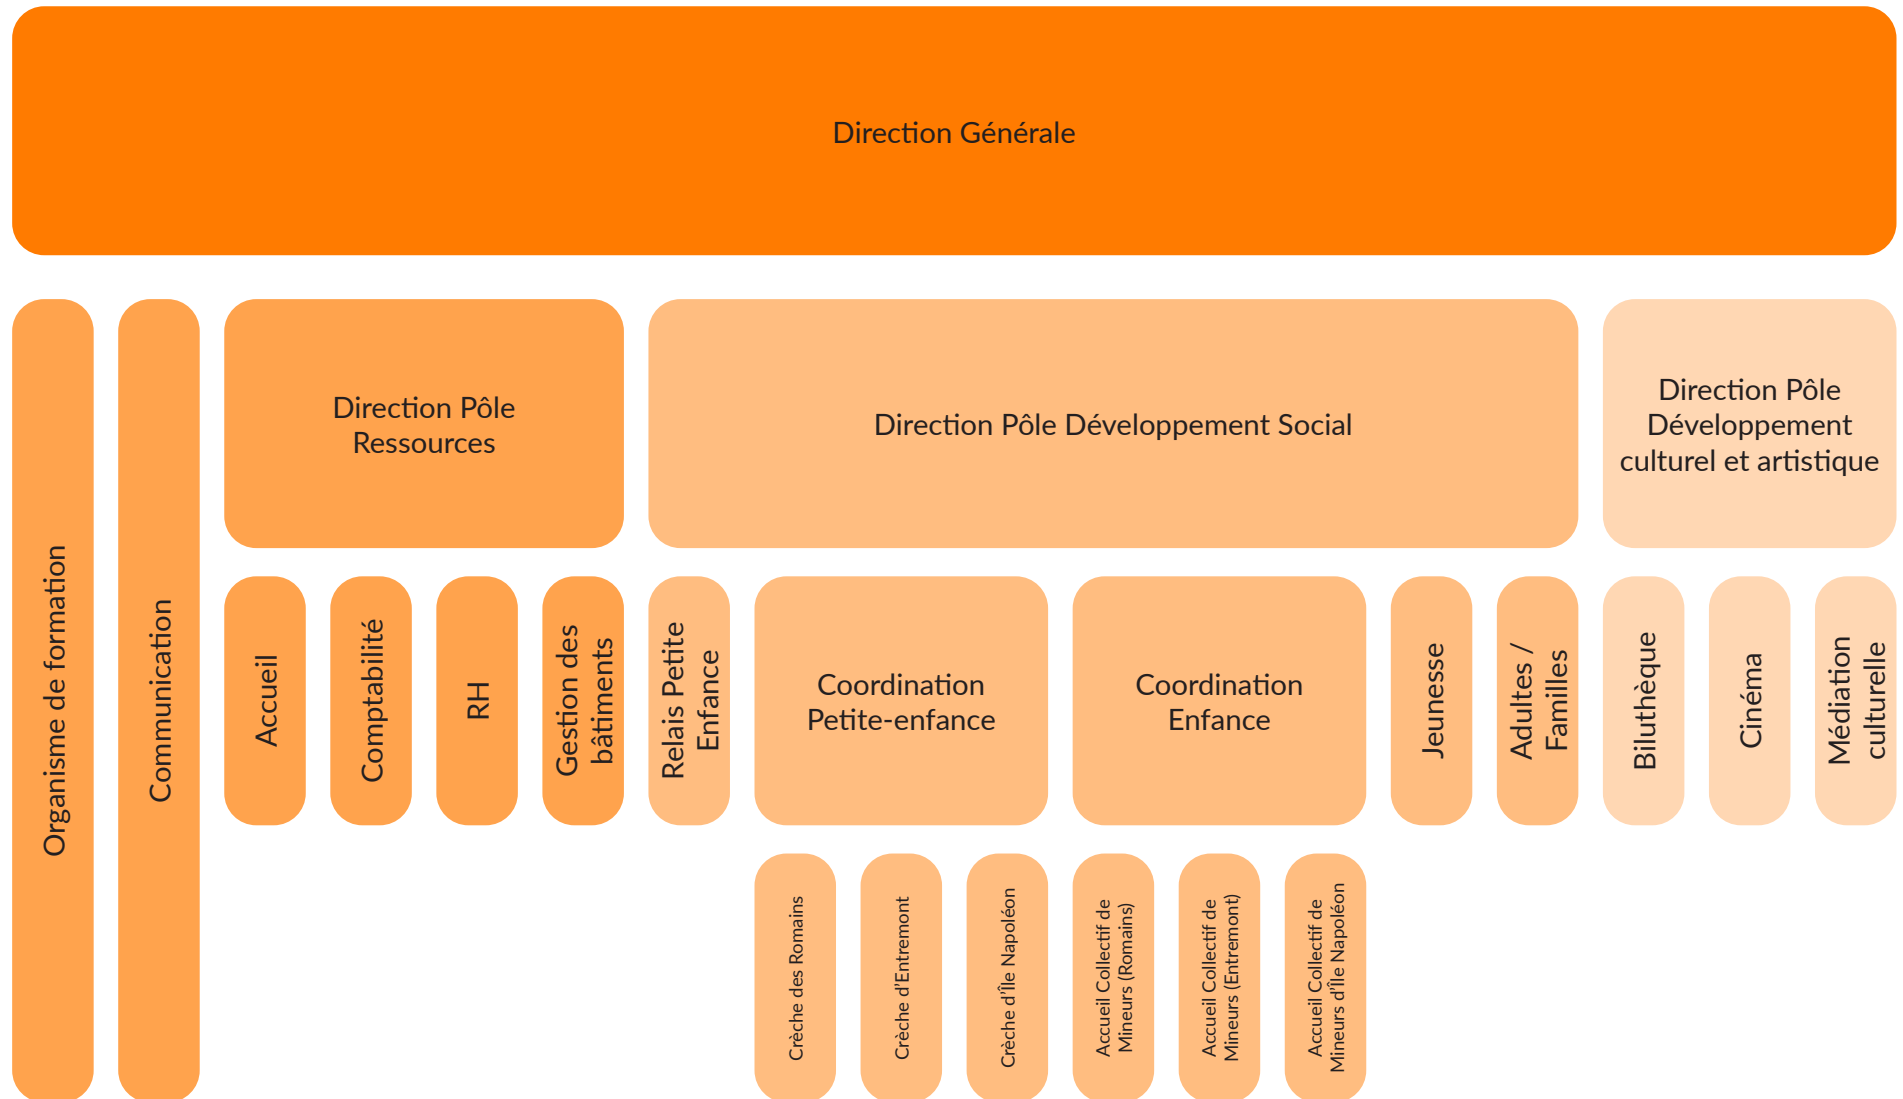 Direction Générale
Organisme de formation
Communication
Direction Pôle
Ressources
Direction Pôle Développement Social
Direction Pôle
Développement
culturel et artistique
Accueil
Comptabilité
RH
Gestion des
bâtiments
Relais Petite
Enfance
Coordination
Petite-enfance
Coordination
Enfance
Jeunesse
Adultes /
Familles
Biluthèque
Cinéma
Médiation
culturelle
Crèche des Romains
Crèche d'Entremont
Crèche d'Île Napoléon
Accueil Collectif de
Mineurs (Romains)
Accueil Collectif de
Mineurs (Entremont)
Accueil Collectif de
Mineurs d'Île Napoléon